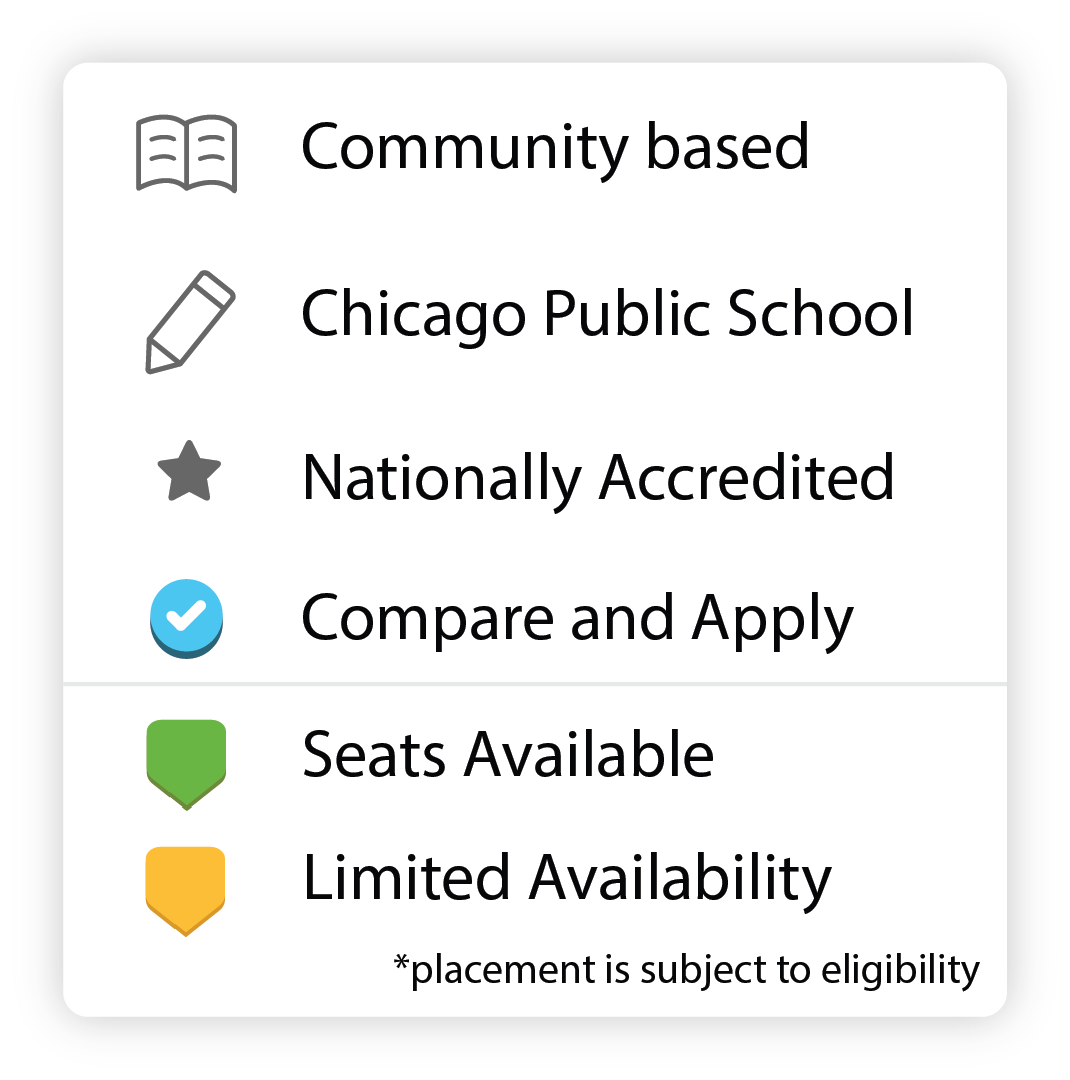 Community based
Chicago Public School
Nationally Accredited
Compare and Apply
Seats Available
Limited Availability
*placement is subject to eligibility